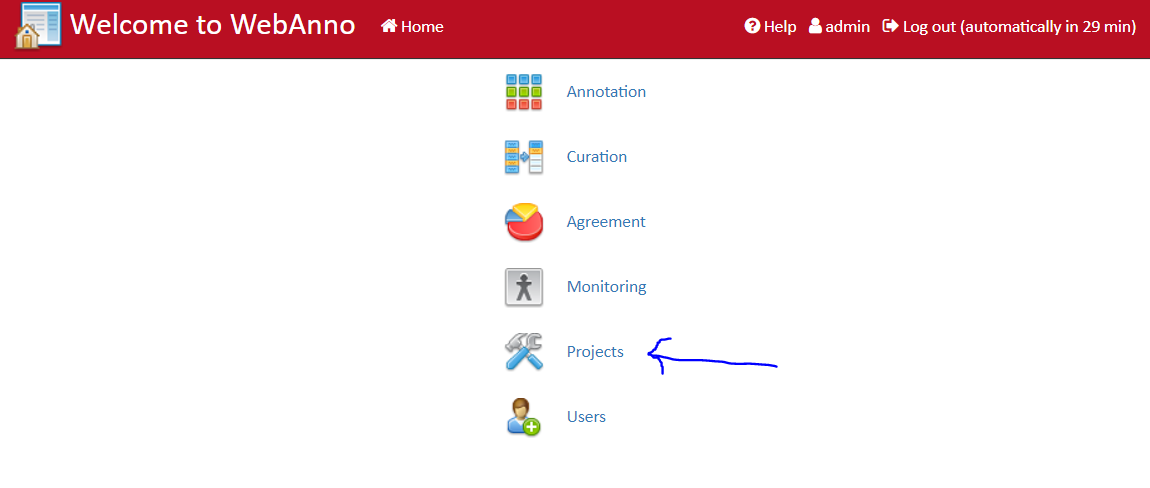 Welcome to WebAnno Home Help admin Log out (automatically in 29 min)
Annotation
Curation
Agreement
Monitoring
Projects
Users